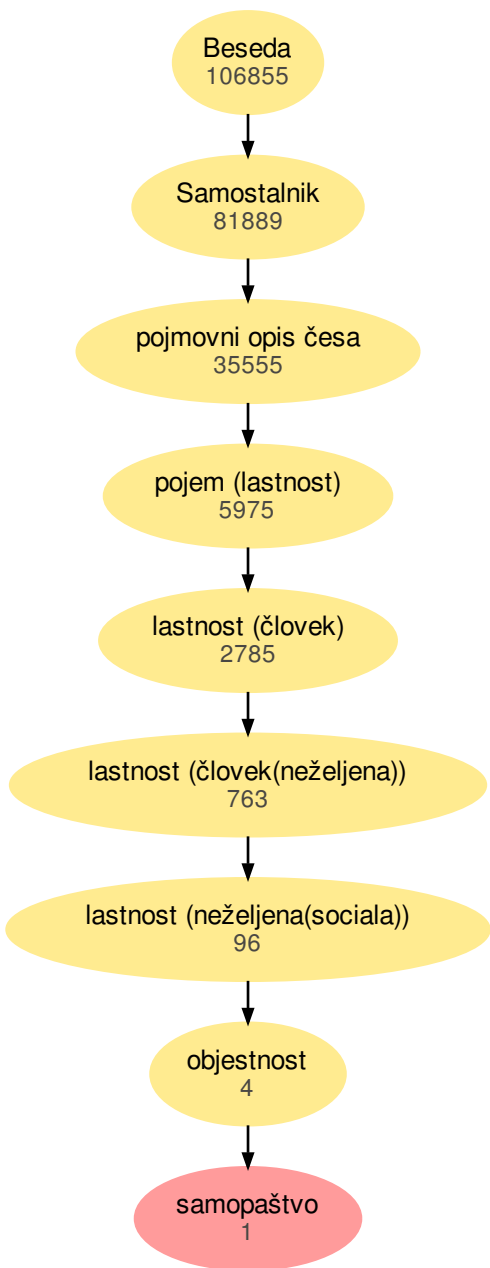 Beseda
106855
Samostalnik
81889
pojmovni opis česa
35555
pojem (lastnost)
5975
lastnost (človek)
2785
lastnost (človek(neželjena))
763
lastnost (neželjena(sociala))
96
objestnost
4
samopaštvo
1